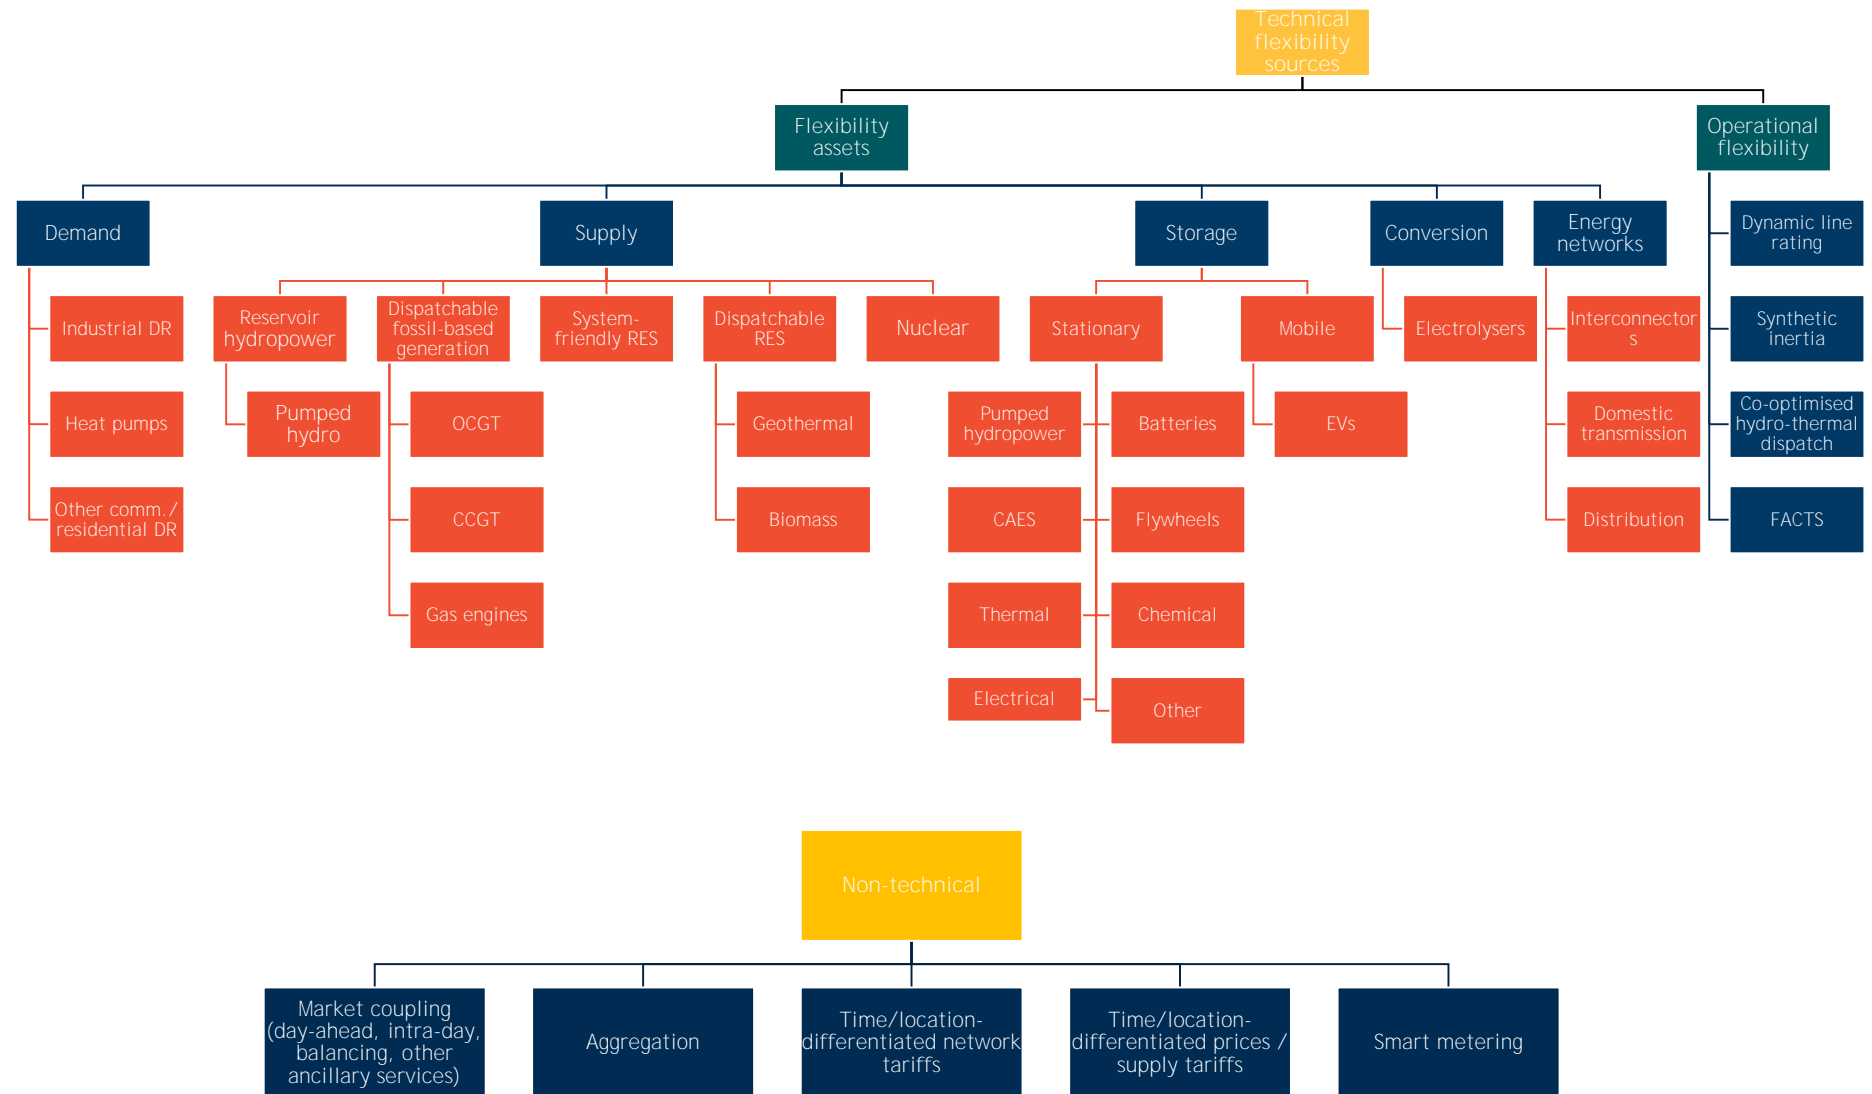 Technical
flexibility
sources
Flexibility
assets
Operational
flexibility
Demand
Supply
Storage
Conversion
Energy
networks
Dynamic line
rating
Industrial DR
Reservoir
hydropower
Dispatchable
fossil-based
generation
System-
friendly RES
Dispatchable
RES
Nuclear
Stationary
Mobile
Electrolysers
Interconnector
s
Synthetic
inertia
Heat pumps
Pumped
hydro
OCGT
Geothermal
Pumped
hydropower
Batteries
EVs
Domestic
transmission
Co-optimised
hydro-thermal
dispatch
Other comm./
residential DR
CCGT
Biomass
CAES
Flywheels
Distribution
FACTS
Gas engines
Thermal
Chemical
Electrical
Other
Non-technical
Market coupling
(day-ahead, intra-day,
balancing, other
ancillary services)
Aggregation
Time/location-
differentiated network
tariffs
Time/location-
differentiated prices /
supply tariffs
Smart metering